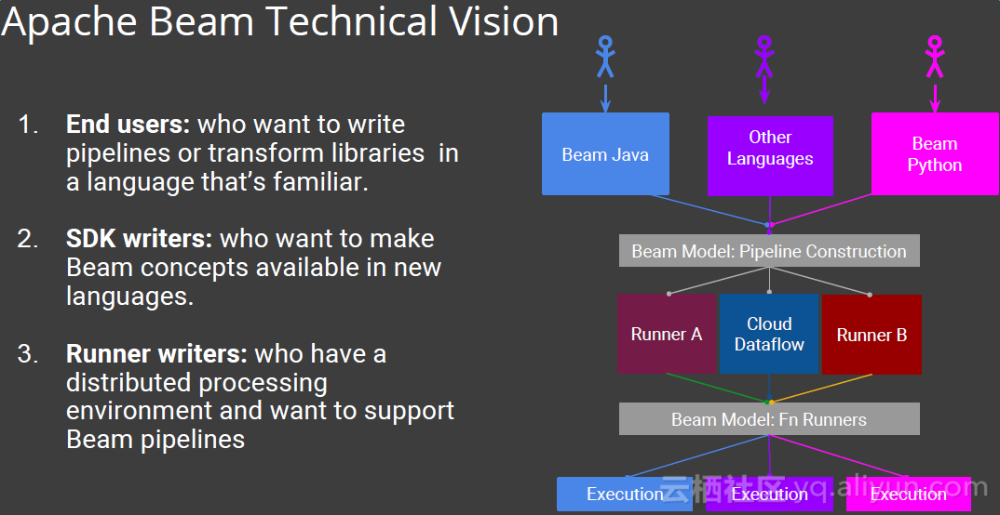 Apache Beam Technical Vision
1. End users: who want to write
pipelines or transform libraries in
a language that’s familiar.
2. SDK writers: who want to make
Beam concepts available in new
languages.
3. Runner writers: who have a
distributed processing
environment and want to support
Beam pipelines
Beam Java
Other
Languages
Beam
Python
Beam Model: Pipeline Construction
Runner A
Cloud
Dataflow
Runner B
Beam Model: Fn Runners
Execution
Execution
Execution
云栖社区 yq.aliyun.com